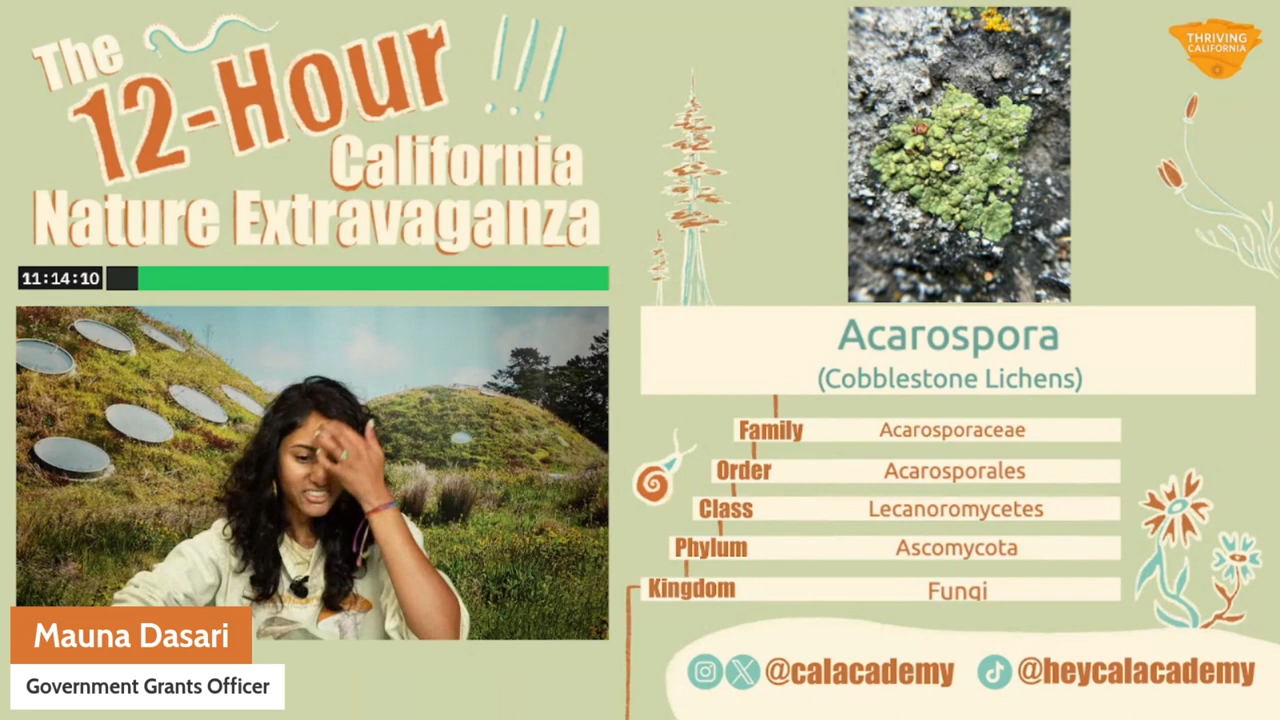 The
12-Hour
!!!
California
Nature Extravaganza
11:14:10
Mauna Dasari
Government Grants Officer
THRIVING
CALIFORNIA
Acarospora
(Cobblestone Lichens)
Family Acarosporaceae
Order Acarosporales
Class Lecanoromycetes
Phylum Ascomycota
Kingdom Fungi
@calacademy @heycalacademy